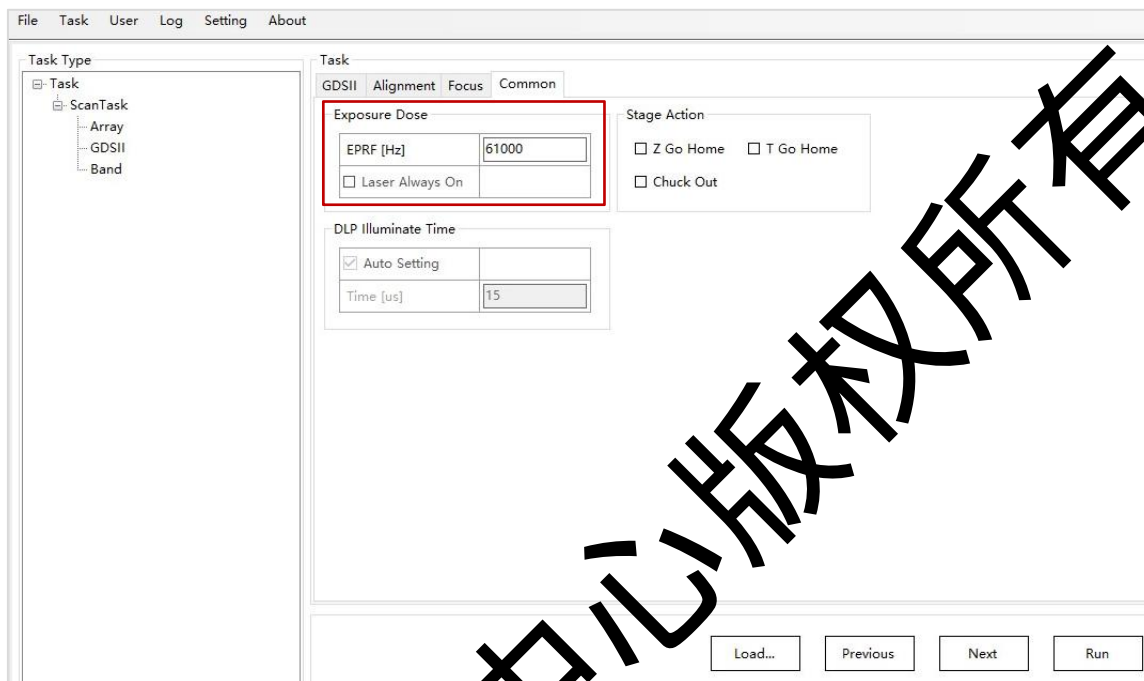 File Task User Log Setting About
Task Type
Task
ScanTask
Array
GDSII
Band
Task
GDSII Alignment Focus Common
Exposure Dose
EPRF [Hz] 61000
Laser Always On
Stage Action
Z Go Home T Go Home
Chuck Out
DLP Illuminate Time
Auto Setting
Time [us] 15
Load... Previous Next Run
中心版权所有